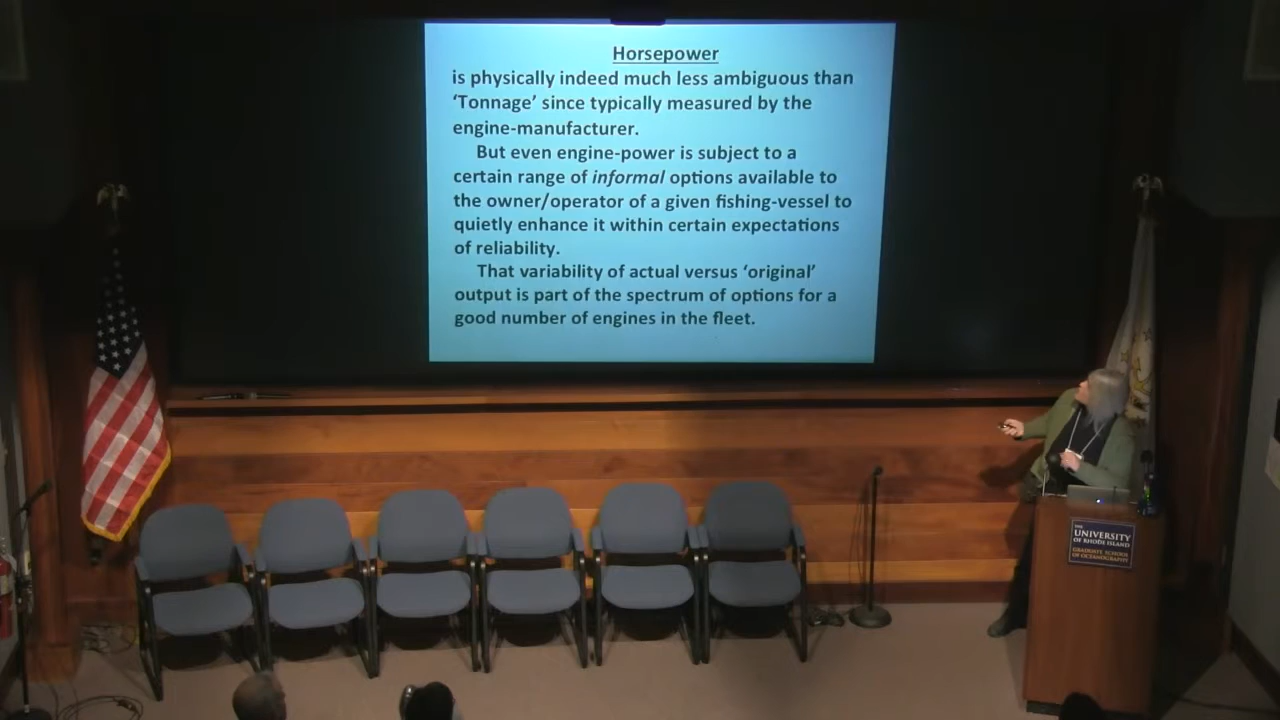 Horsepower
is physically indeed much less ambiguous than
‘Tonnage’ since typically measured by the
engine-manufacturer.
But even engine-power is subject to a
certain range of informal options available to
the owner/operator of a given fishing-vessel to
quietly enhance it within certain expectations
of reliability.
That variability of actual versus ‘original’
output is part of the spectrum of options for a
good number of engines in the fleet.
THE
UNIVERSITY
OF RHODE ISLAND
GRADUATE SCHOOL
OF OCEANOGRAPHY